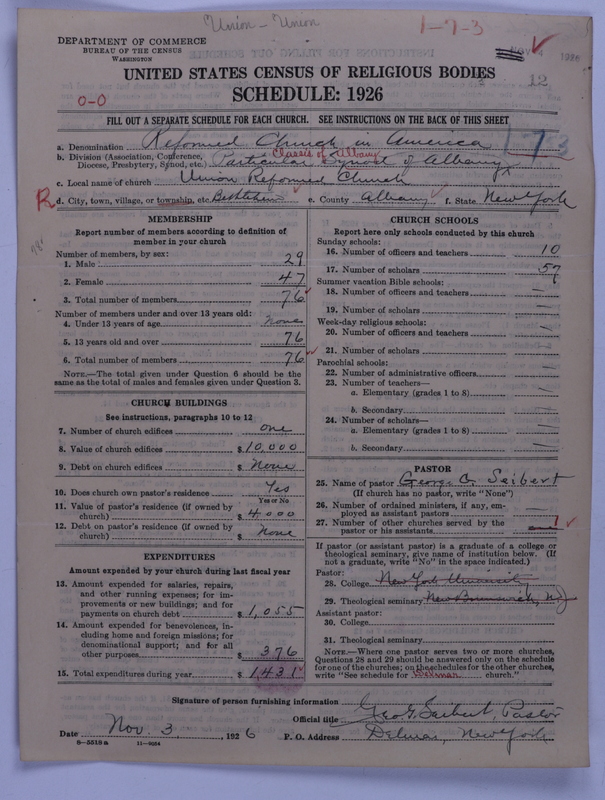 Union - Union
1-7-3
DEPARTMENT OF COMMERCE
BUREAU OF THE CENSUS
WASHINGTON
NOV 4 1926
UNITED STATES CENSUS OF RELIGIOUS BODIES
12
SCHEDULE: 1926
0-0
FILL OUT A SEPARATE SCHEDULE FOR EACH CHURCH. SEE INSTRUCTIONS ON THE BACK OF THIS SHEET
a. Denomination Reformed Church in America 173
Classis of Albany
b. Division (Association, Conference, Diocese, Presbytery, Synod, etc.) Particular Synod of Albany
c. Local name of church Union Reformed Church
R d. City, town, village, or township, etc. Bethlehem e. County Albany f. State New York
MEMBERSHIP
Report number of members according to definition of
member in your church
Number of members, by sex:
1. Male 29
2. Female 47
3. Total number of members 76
Number of members under and over 13 years old:
4. Under 13 years of age none
5. 13 years old and over 76
6. Total number of members 76
NOTE.—The total given under Question 6 should be
same as the total of males and females given under Question 3.
CHURCH BUILDINGS
See instructions, paragraphs 10 to 12
7. Number of church edifices one
8. Value of church edifices $ 10,000
9. Debt on church edifices $ None
10. Does church own pastor's residence Yes
Yes or No
11. Value of pastor's residence (if owned by
church) $ 4000
12. Debt on pastor's residence (if owned by
church) $ None
EXPENDITURES
Amount expended by your church during last fiscal year
13. Amount expended for salaries, repairs,
and other running expenses; for im-
provements or new buildings; and for
payments on church debt $ 1,055
14. Amount expended for benevolences, in-
cluding home and foreign missions; for
denominational support; and for all
other purposes $ 376
15. Total expenditures during year $ 1,431
CHURCH SCHOOLS
Report here only schools conducted by this church
Sunday schools:
16. Number of officers and teachers 10
17. Number of scholars 57
Summer vacation Bible schools:
18. Number of officers and teachers —
19. Number of scholars —
Week-day religious schools:
20. Number of officers and teachers —
21. Number of scholars —
Parochial schools:
22. Number of administrative officers —
23. Number of teachers—
a. Elementary (grades 1 to 8) —
b. Secondary —
24. Number of scholars—
a. Elementary (grades 1 to 8) —
b. Secondary —
PASTOR
25. Name of pastor George G. Seibert
(If church has no pastor, write "None")
26. Number of ordained ministers, if any, em-
ployed as assistant pastors —
27. Number of other churches served by the
pastor or his assistants 1
If pastor (or assistant pastor) is a graduate of a college or
theological seminary, give name of institution below. (If
not a graduate, write "No" in the space indicated.)
Pastor:
28. College New York University
29. Theological seminary New Brunswick, NJ
Assistant pastor:
30. College
31. Theological seminary
NOTE.—Where one pastor serves two or more churches,
Questions 28 and 29 should be answered only on the schedule
for one of the churches; on the schedules for the other churches,
write "See schedule for Delmar church."
Signature of person furnishing information Geo G. Seibert, Pastor
Official title
Date Nov. 3, 1926 P. O. Address Delmar, New York
8—5518 a 11—9064